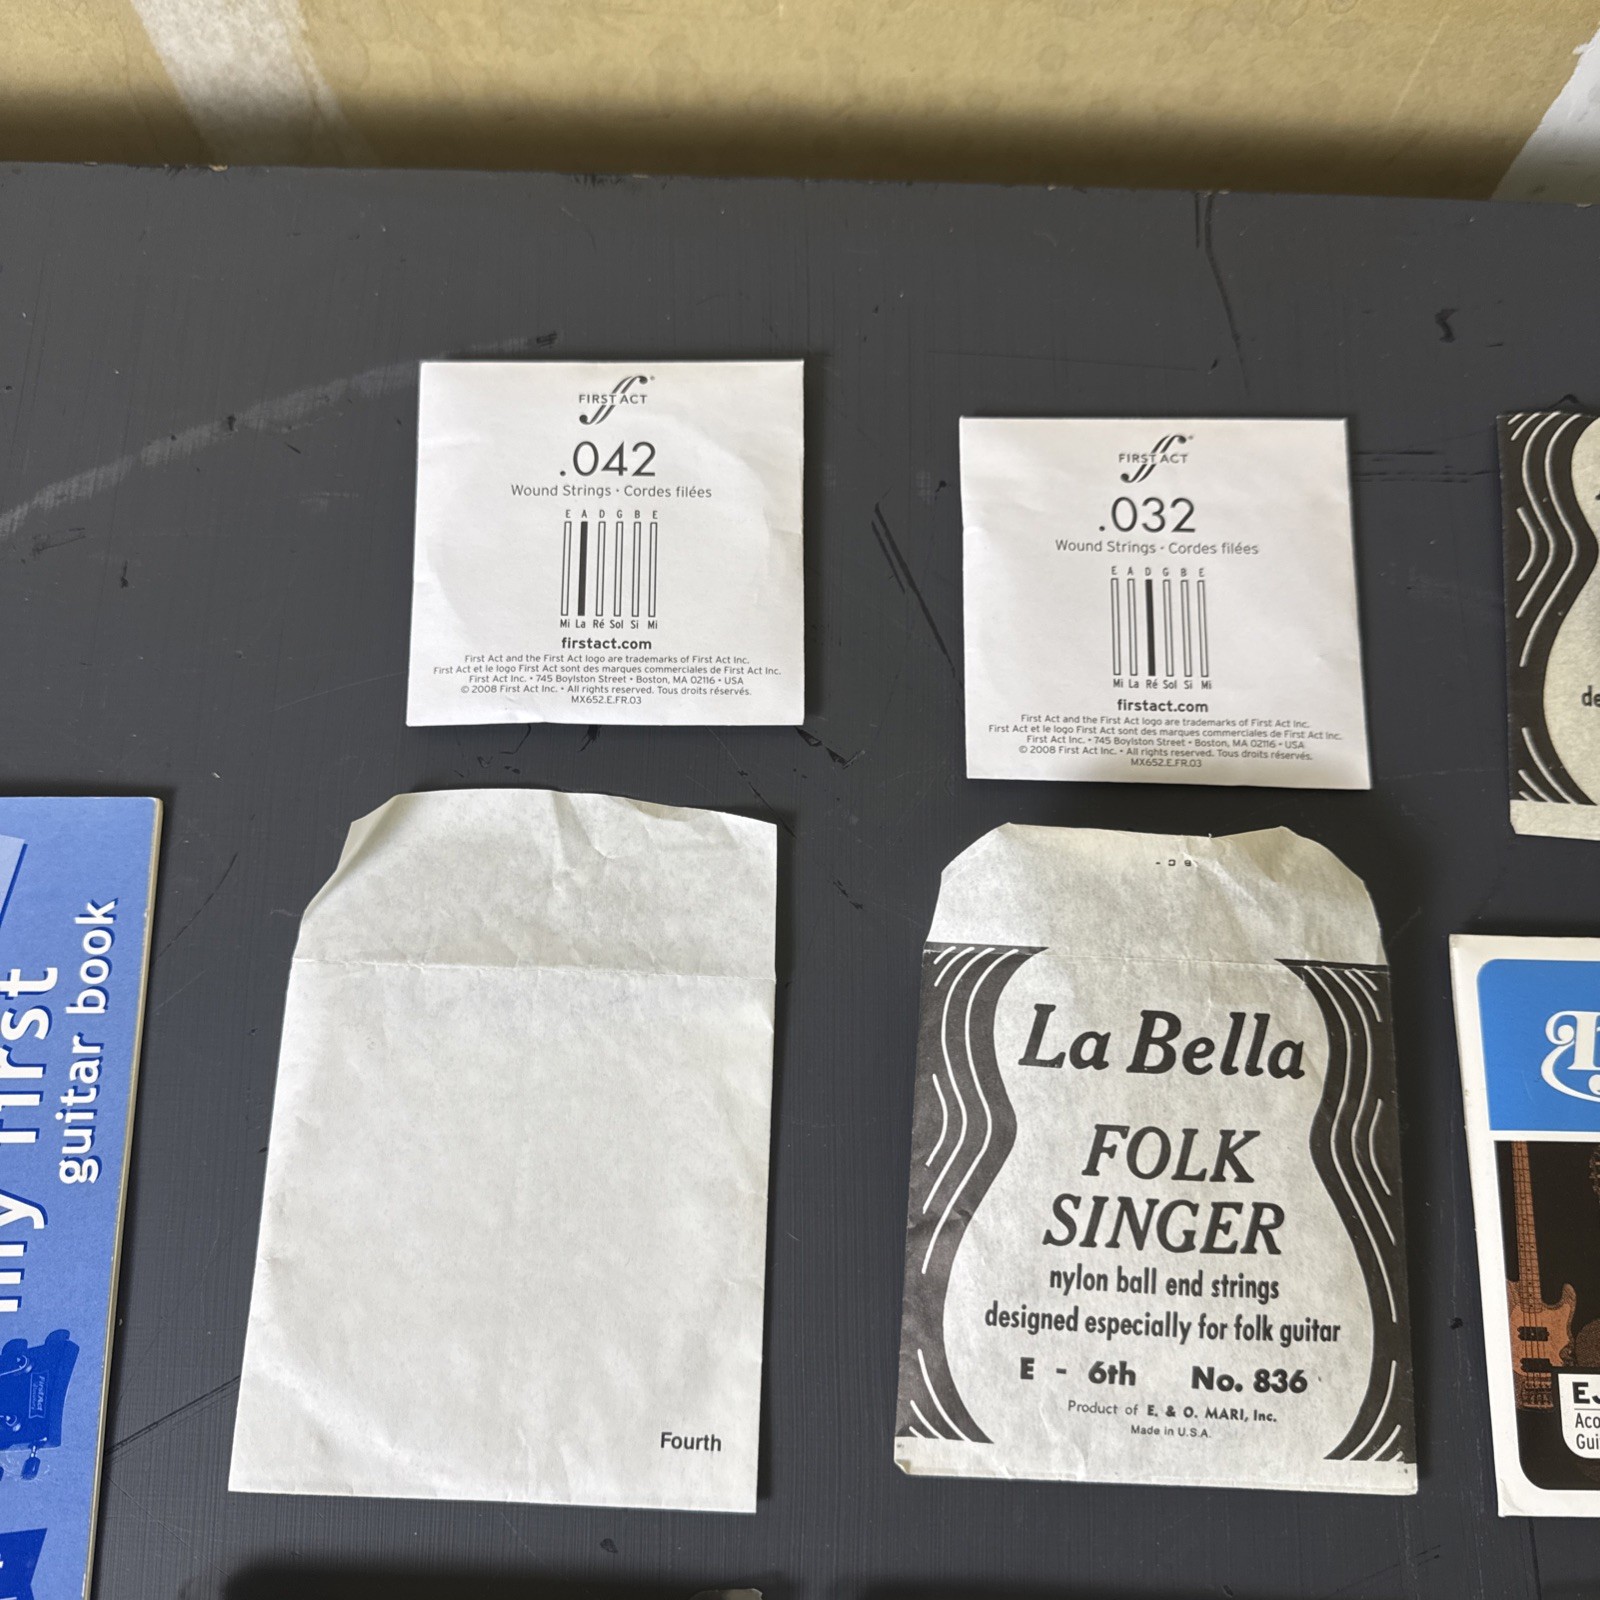 FIRST ACT
.042
Wound Strings • Cordes filées
E A D G B E
Mi La Ré Sol Si Mi
firstact.com
First Act and the First Act logo are trademarks of First Act Inc.
First Act et le logo First Act sont des marques commerciales de First Act Inc.
First Act Inc. • 745 Boylston Street • Boston, MA 02116 • USA
© 2008 First Act Inc. • All rights reserved. Tous droits réservés.
MX652.E.FR.03
FIRST ACT
.032
Wound Strings • Cordes filées
E A D G B E
Mi La Ré Sol Si Mi
firstact.com
First Act and the First Act logo are trademarks of First Act Inc.
First Act et le logo First Act sont des marques commerciales de First Act Inc.
First Act Inc. • 745 Boylston Street • Boston, MA 02116 • USA
© 2008 First Act Inc. • All rights reserved. Tous droits réservés.
MX652.E.FR.03
de
my first
guitar book
Fourth
La Bella
FOLK
SINGER
nylon ball end strings
designed especially for folk guitar
E - 6th No. 836
Product of E. & O. MARI, Inc.
Made in U.S.A.
EJ
Aco
Gui